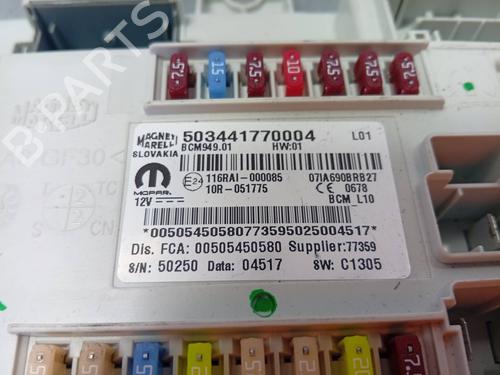 B-PARTS
7.5
15
7.5
10
7.5
7.5
7.5
MAGNETI
MARELLI
503441770004
L01
SLOVAKIA
BCM949.01
HW:01
E24
116RAI-000085
07IA690BRB27
10R-051775
CE 0678
MOPAR
12V
BCM_L10
*00505450580773595025004517*
Dis. FCA: 00505450580 Supplier:77359
S/N: 50250 Data: 04517 SW: C1305